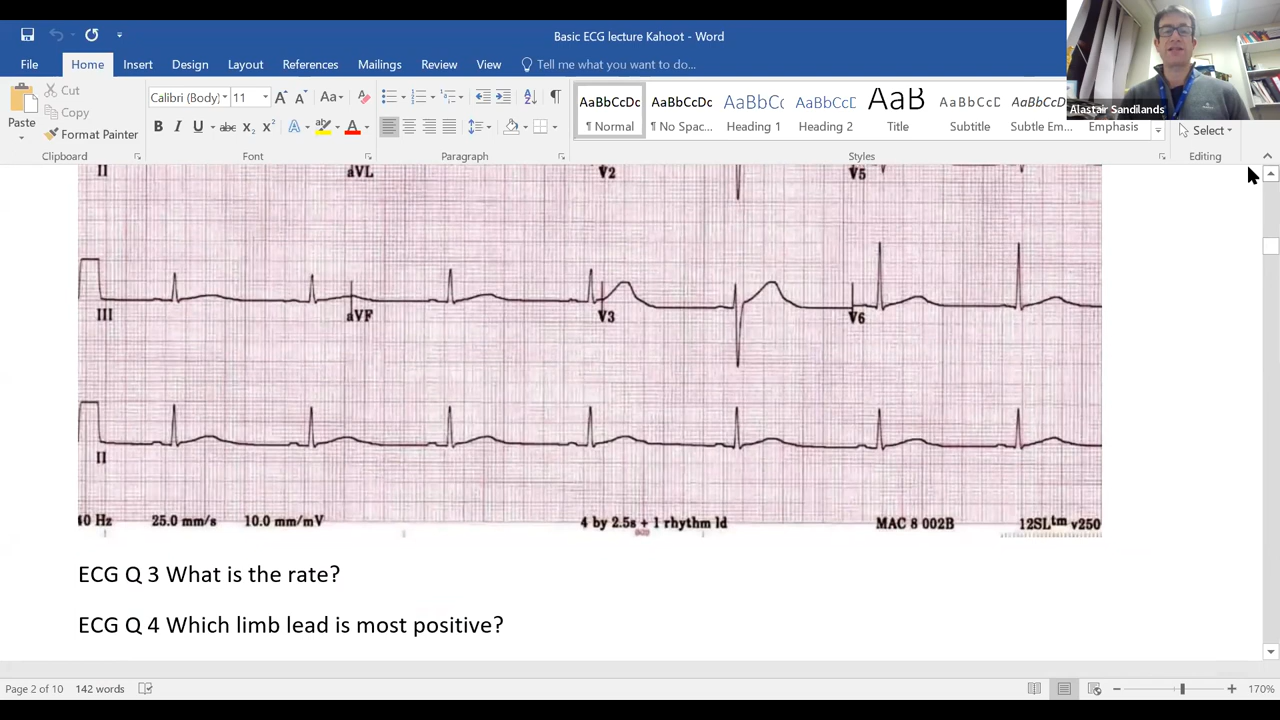 Basic ECG lecture Kahoot - Word
Alastair Sandilands
File Home Insert Design Layout References Mailings Review View Tell me what you want to do...
Paste
Cut
Copy
Format Painter
Calibri (Body) 11
AaBbCcDc AaBbCcDc AaBbCc AaBbCcD AaB AaBbCcD AaBbCcDc
¶ Normal ¶ No Spac... Heading 1 Heading 2 Title Subtitle Subtle Em... Emphasis
Select
Clipboard Font Paragraph Styles Editing
II aVL V2 V5
III aVF V3 V6
II
40 Hz 25.0 mm/s 10.0 mm/mV 4 by 2.5s + 1 rhythm ld MAC 8 002B 12SLtm v250
ECG Q 3 What is the rate?
ECG Q 4 Which limb lead is most positive?
Page 2 of 10 142 words 170%